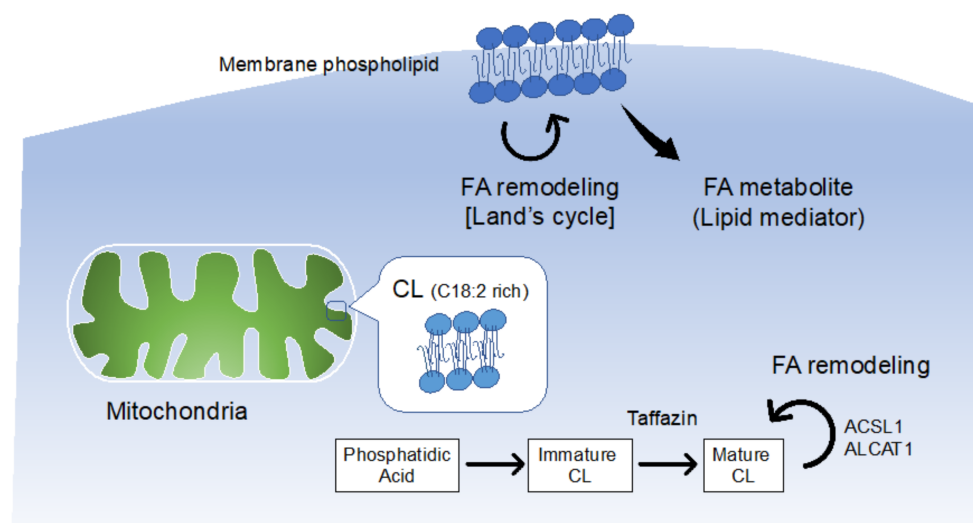 Membrane phospholipid
FA remodeling
[Land's cycle]
FA metabolite
(Lipid mediator)
CL (C18:2 rich)
Mitochondria
FA remodeling
Taffazin
ACSL1
ALCAT1
Phosphatidic
Acid
Immature
CL
Mature
CL